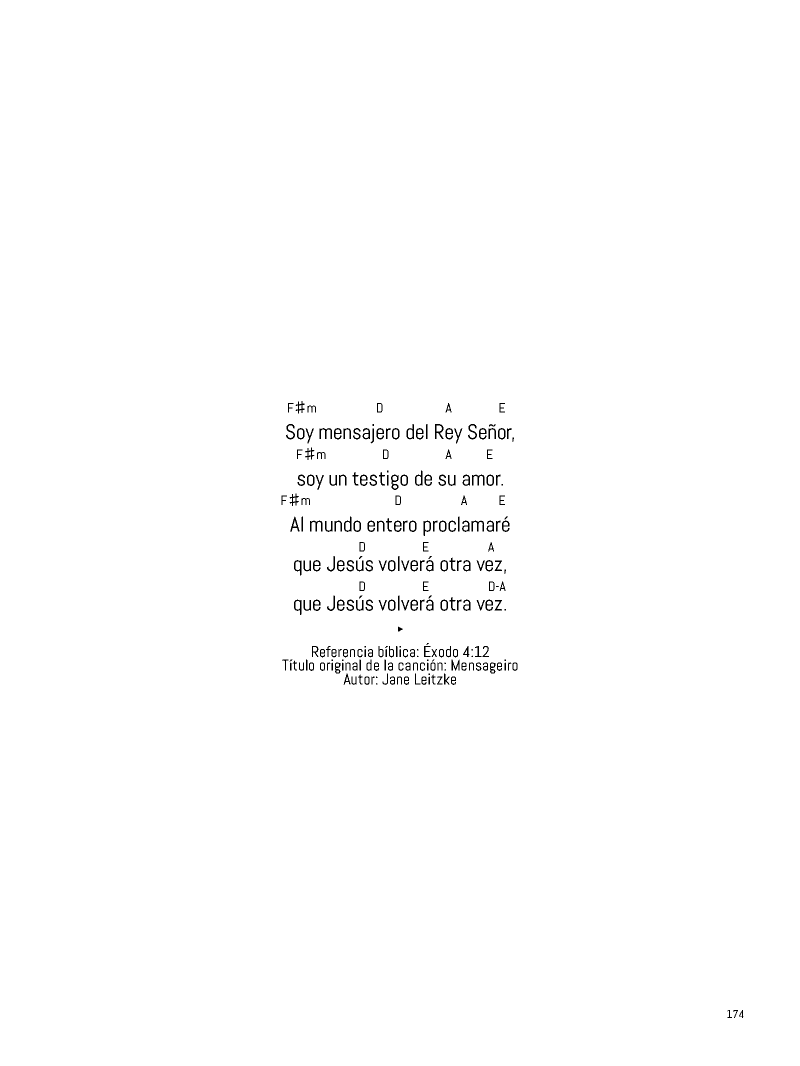 F♯m D A E
Soy mensajero del Rey Señor,
F♯m D A E
soy un testigo de su amor.
F♯m D A E
Al mundo entero proclamaré
D E A
que Jesús volverá otra vez,
D E D-A
que Jesús volverá otra vez.
Referencia bíblica: Éxodo 4:12
Título original de la canción: Mensageiro
Autor: Jane Leitzke
174